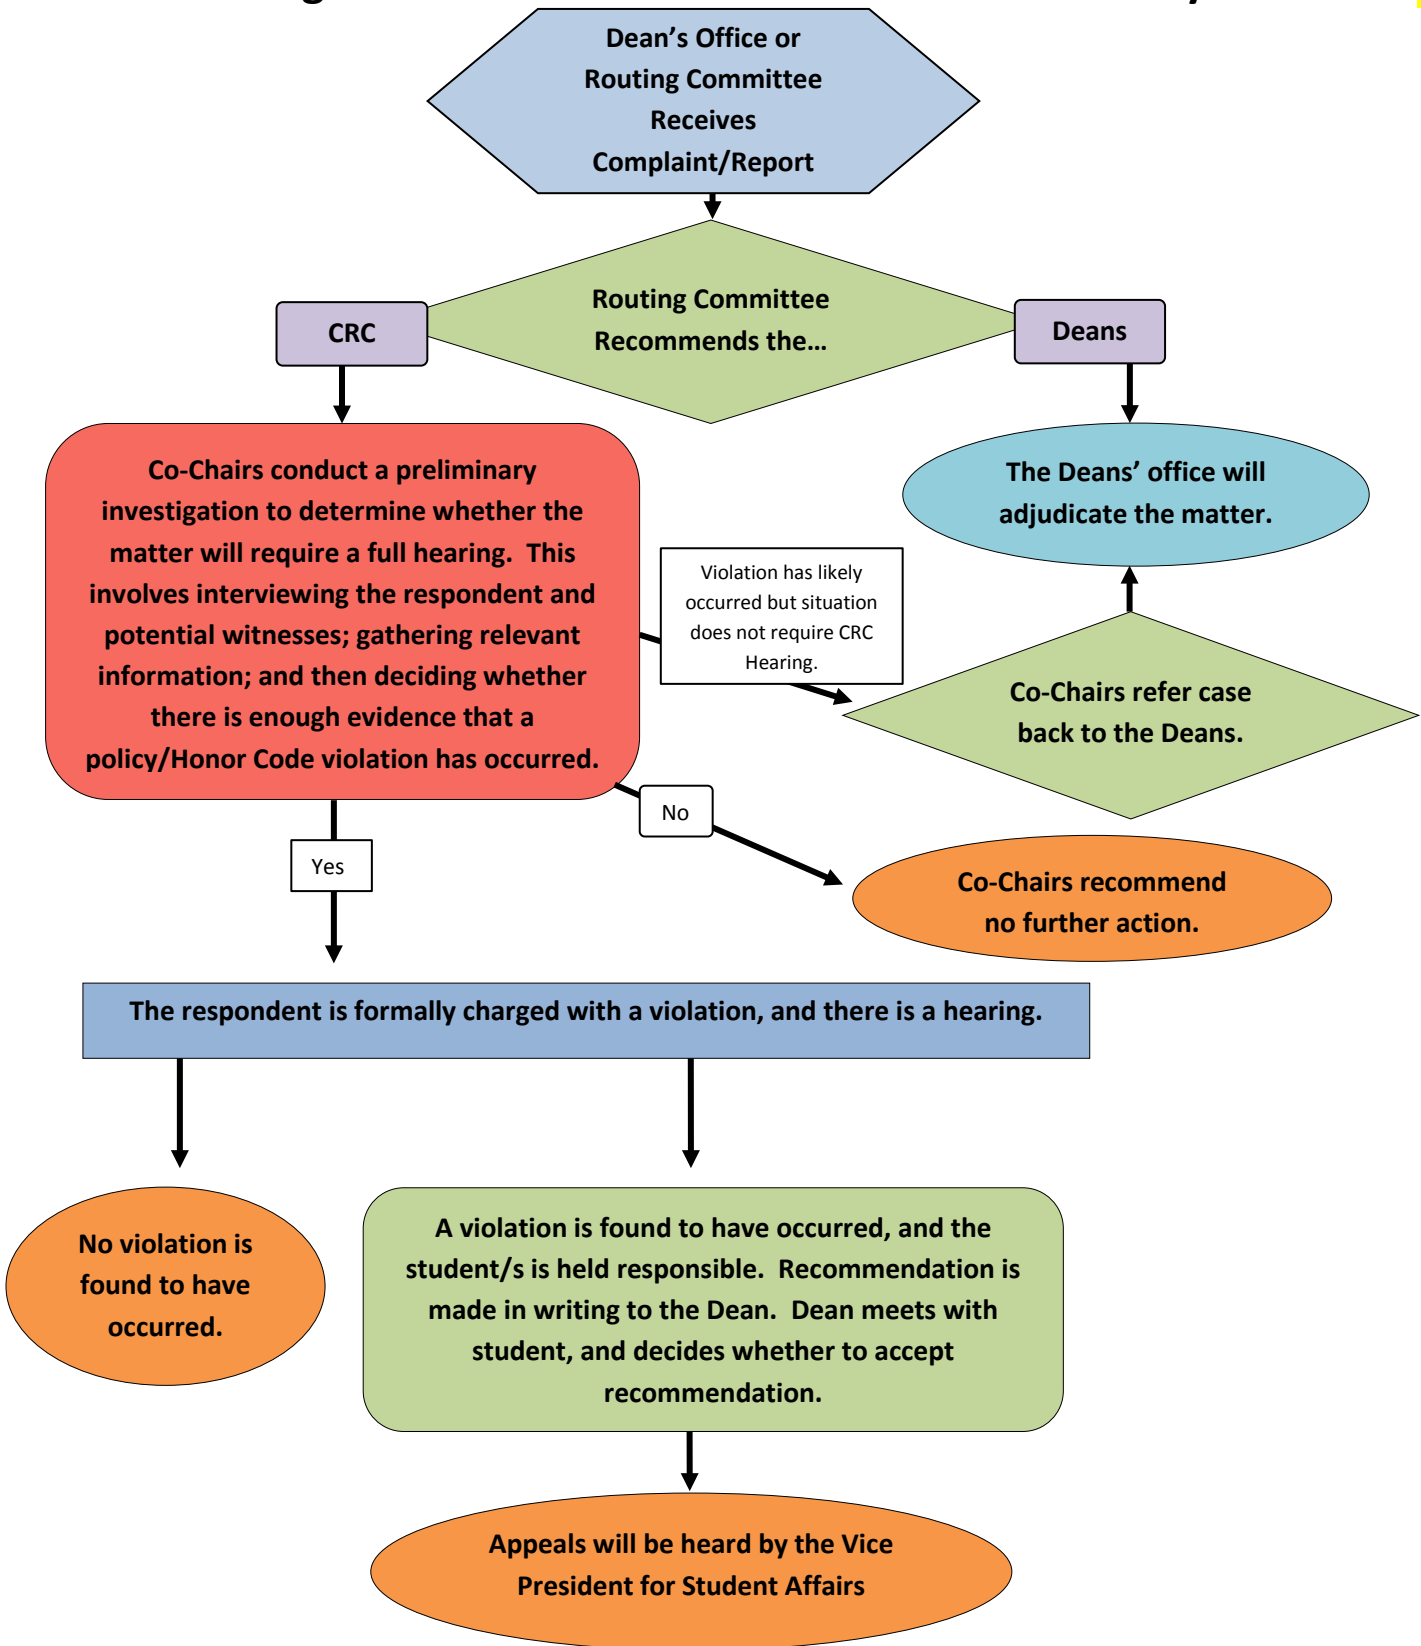 Dean’s Office or
Routing Committee
Receives
Complaint/Report
Routing Committee
Recommends the…
CRC
Deans
Co-Chairs conduct a preliminary
investigation to determine whether the
matter will require a full hearing.  This
involves interviewing the respondent and
potential witnesses; gathering relevant
information; and then deciding whether
there is enough evidence that a
policy/Honor Code violation has occurred.
The Deans’ office will
adjudicate the matter.
Violation has likely
occurred but situation
does not require CRC
Hearing.
Co-Chairs refer case
back to the Deans.
No
Yes
Co-Chairs recommend
no further action.
The respondent is formally charged with a violation, and there is a hearing.
No violation is
found to have
occurred.
A violation is found to have occurred, and the
student/s is held responsible.  Recommendation is
made in writing to the Dean.  Dean meets with
student, and decides whether to accept
recommendation.
Appeals will be heard by the Vice
President for Student Affairs